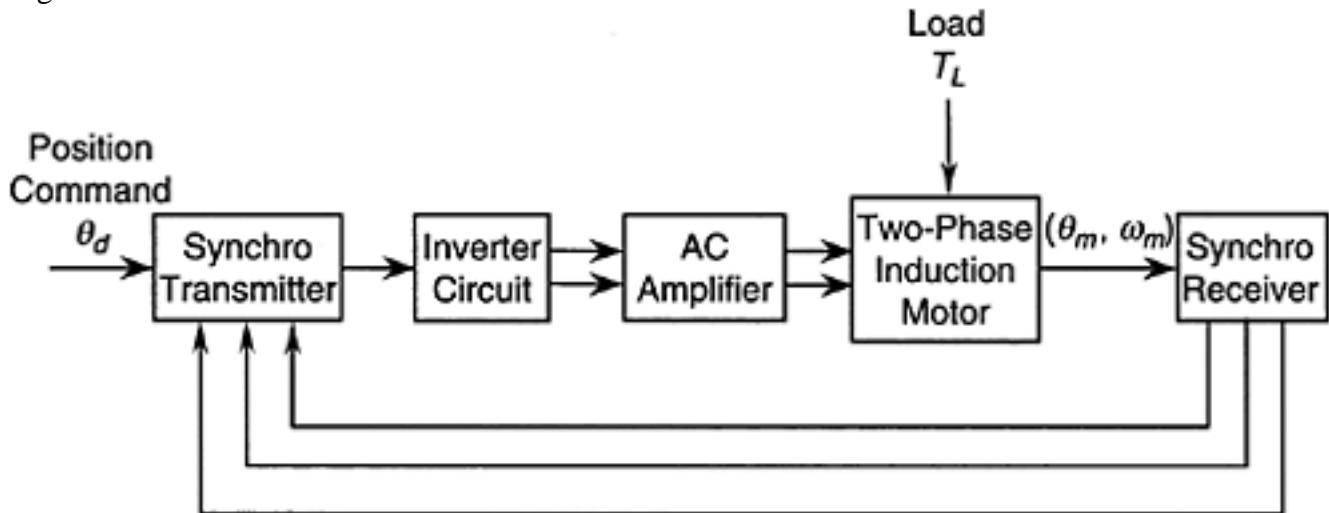 Load
T_L
Position
Command
θ_d
Synchro
Transmitter
Inverter
Circuit
AC
Amplifier
Two-Phase
Induction
Motor
(θ_m, ω_m)
Synchro
Receiver